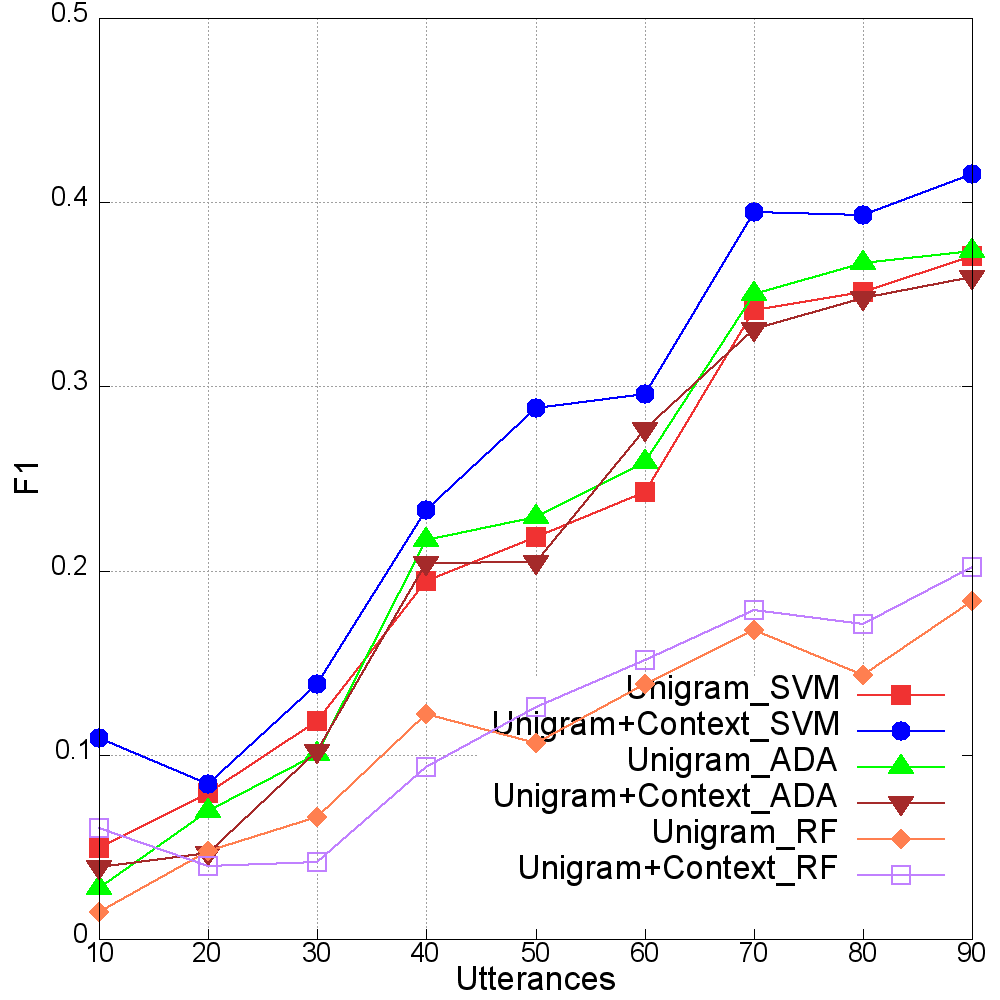 0.5
0.4
0.3
0.2
0.1
0
F1
Unigram_SVM
Unigram+Context_SVM
Unigram_ADA
Unigram+Context_ADA
Unigram_RF
Unigram+Context_RF
10 20 30 40 50 60 70 80 90
Utterances